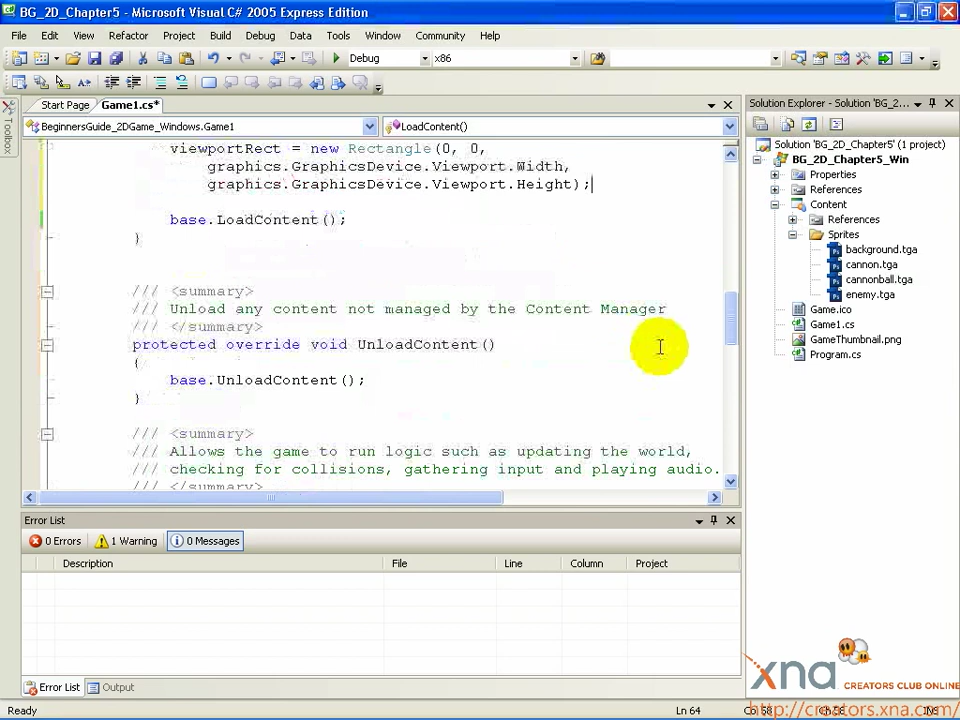 BG_2D_Chapter5 - Microsoft Visual C# 2005 Express Edition
File Edit View Refactor Project Build Debug Data Tools Window Community Help
Debug x86
Start Page Game1.cs*
BeginnersGuide_2DGame_Windows.Game1 LoadContent()
viewportRect = new Rectangle(0, 0,
graphics.GraphicsDevice.Viewport.Width,
graphics.GraphicsDevice.Viewport.Height);
base.LoadContent();
}
/// <summary>
/// Unload any content not managed by the Content Manager
/// </summary>
protected override void UnloadContent()
{
base.UnloadContent();
}
/// <summary>
/// Allows the game to run logic such as updating the world,
/// checking for collisions, gathering input and playing audio.
/// </summary>
Toolbox
Solution Explorer - Solution 'BG_2...
Solution 'BG_2D_Chapter5' (1 project)
BG_2D_Chapter5_Win
Properties
References
Content
References
Sprites
background.tga
cannon.tga
cannonball.tga
enemy.tga
Game.ico
Game1.cs
GameThumbnail.png
Program.cs
Error List
0 Errors 1 Warning 0 Messages
Description File Line Column Project
Error List Output
Ready Ln 64
xna CREATORS CLUB ONLINE
http://creators.xna.com/